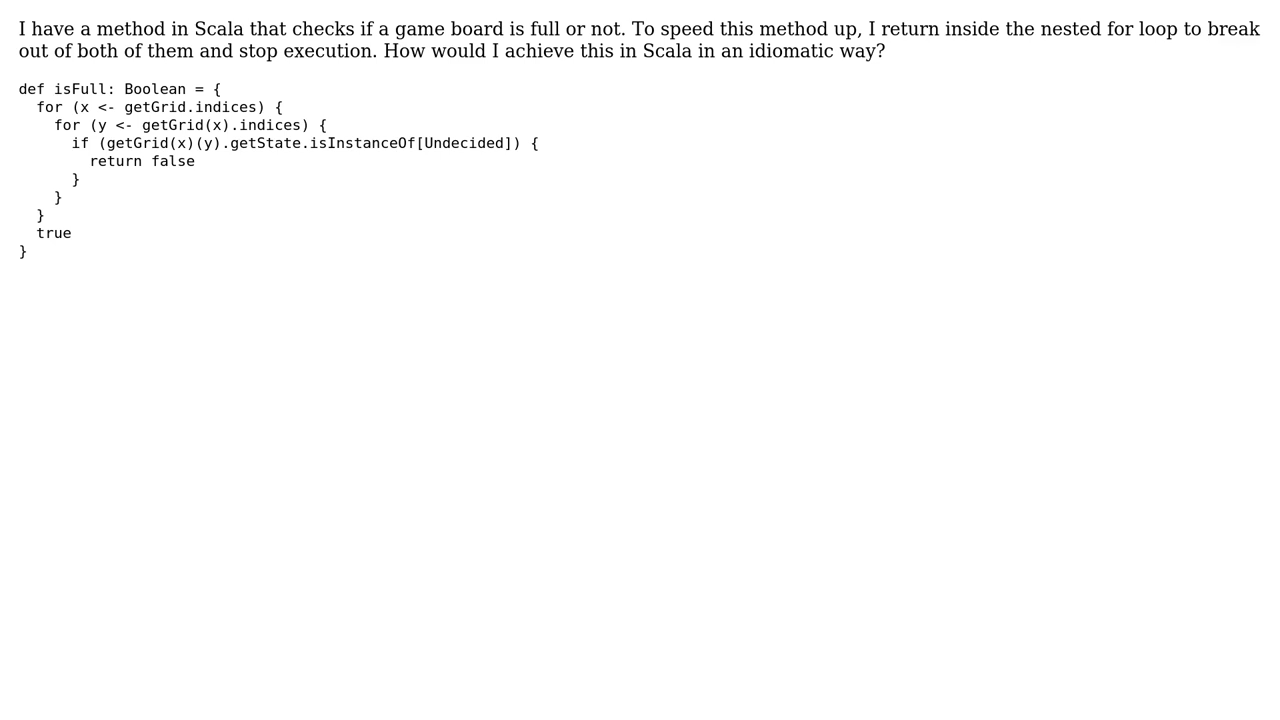 I have a method in Scala that checks if a game board is full or not. To speed this method up, I return inside the nested for loop to break
out of both of them and stop execution. How would I achieve this in Scala in an idiomatic way?
def isFull: Boolean = {
  for (x <- getGrid.indices) {
    for (y <- getGrid(x).indices) {
      if (getGrid(x)(y).getState.isInstanceOf[Undecided]) {
        return false
      }
    }
  }
  true
}